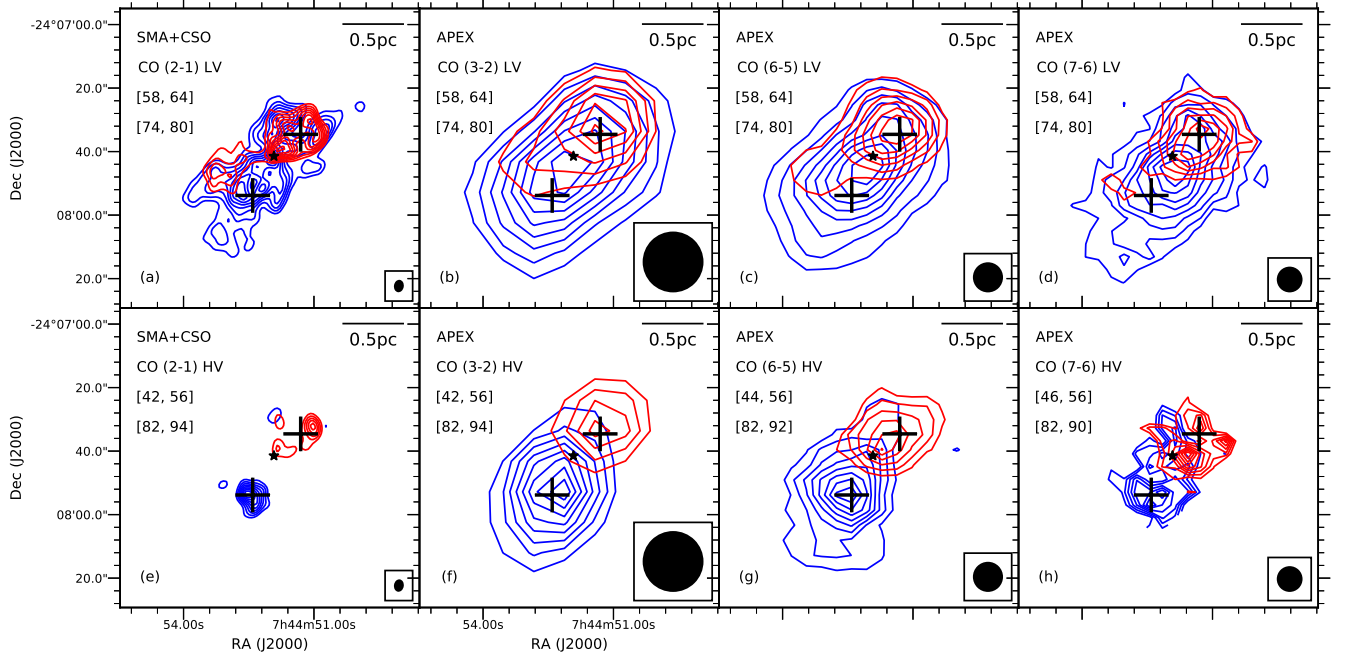 -24°07'00.0"
20.0"
40.0"
08'00.0"
20.0"
Dec (J2000)
SMA+CSO
0.5pc
CO (2-1) LV
[58, 64]
[74, 80]
(a)
APEX
0.5pc
CO (3-2) LV
[58, 64]
[74, 80]
(b)
APEX
0.5pc
CO (6-5) LV
[58, 64]
[74, 80]
(c)
APEX
0.5pc
CO (7-6) LV
[58, 64]
[74, 80]
(d)
-24°07'00.0"
20.0"
40.0"
08'00.0"
20.0"
Dec (J2000)
SMA+CSO
0.5pc
CO (2-1) HV
[42, 56]
[82, 94]
(e)
APEX
0.5pc
CO (3-2) HV
[42, 56]
[82, 94]
(f)
APEX
0.5pc
CO (6-5) HV
[44, 56]
[82, 92]
(g)
APEX
0.5pc
CO (7-6) HV
[46, 56]
[82, 90]
(h)
54.00s
7h44m51.00s
RA (J2000)
54.00s
7h44m51.00s
RA (J2000)